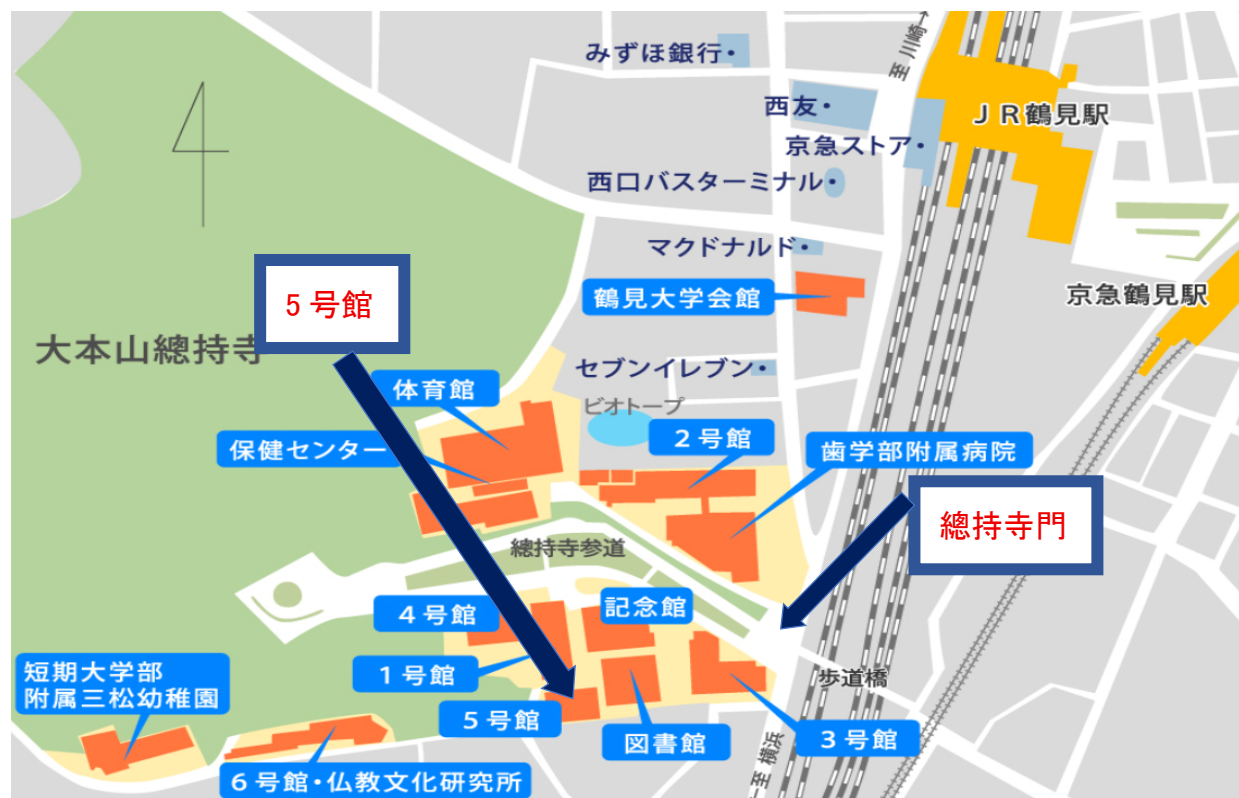 至 川崎→
みずほ銀行・
西友・
JR鶴見駅
京急ストア・
西口バスターミナル・
マクドナルド・
鶴見大学会館
京急鶴見駅
5号館
大本山總持寺
セブンイレブン・
体育館
ビオトープ
2号館
保健センター
歯学部附属病院
總持寺門
總持寺参道
4号館
記念館
短期大学部
附属三松幼稚園
1号館
歩道橋
5号館
図書館
3号館
←至 横浜
6号館・仏教文化研究所